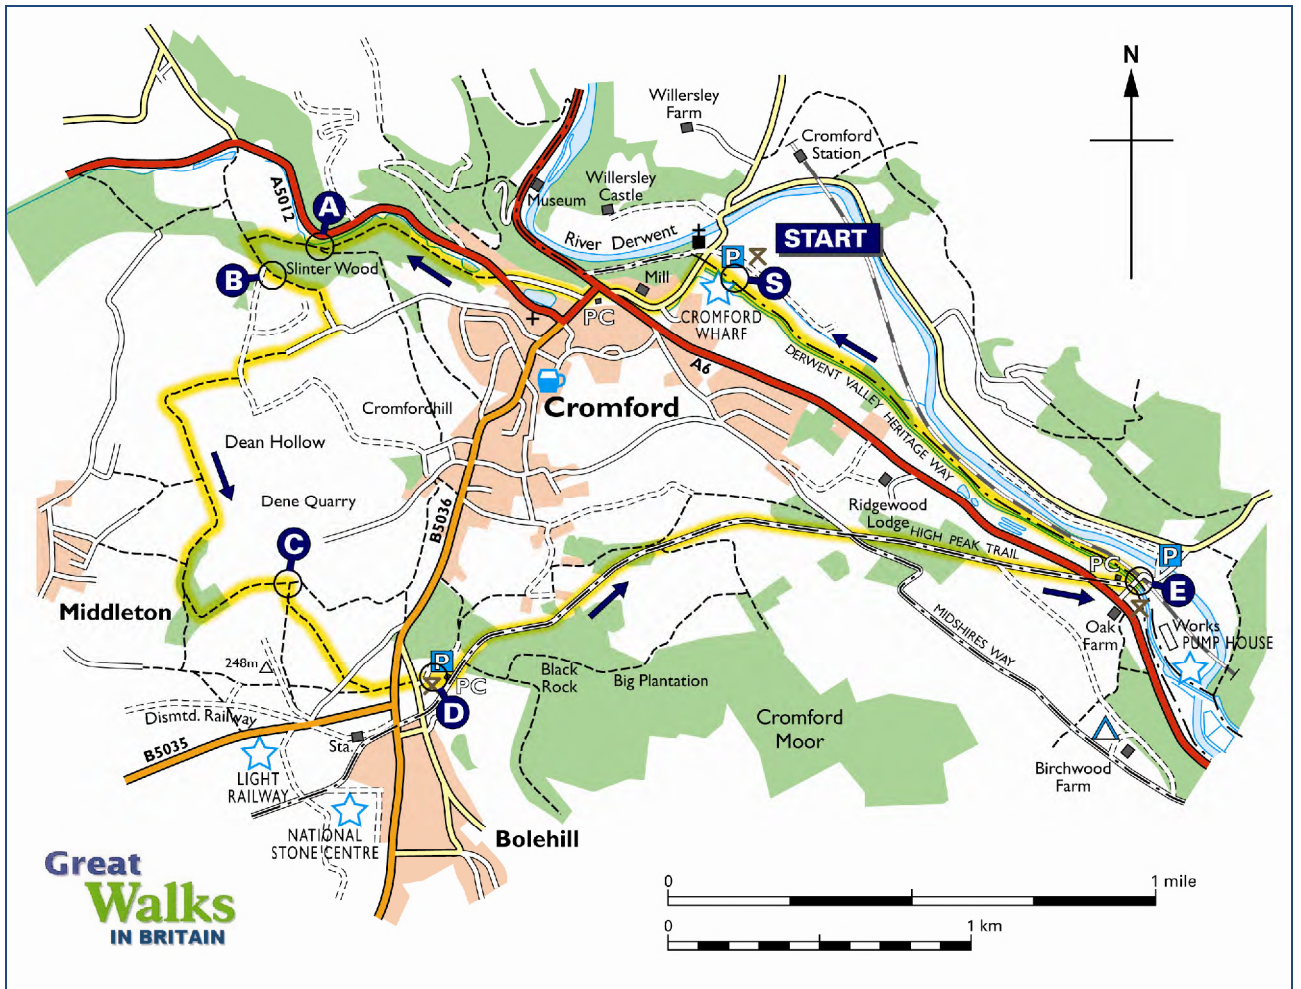 N
Willersley
Farm
Cromford
Station
A5012
A
Museum
Willersley
Castle
River Derwent
START
P
B
Slinter Wood
S
Mill
PC
CROMFORD
WHARF
A6
DERWENT VALLEY HERITAGE WAY
Cromfordhill
Cromford
Dean Hollow
Dene Quarry
B5036
Ridgewood
Lodge
HIGH PEAK TRAIL
C
PC
P
E
Middleton
MIDSHIRES WAY
Oak
Farm
Works
PUMP HOUSE
248m
P
PC
Black
Rock
Big Plantation
D
Dismtd. Railway
Cromford
Moor
B5035
Sta.
LIGHT
RAILWAY
Birchwood
Farm
NATIONAL
STONE CENTRE
Bolehill
Great
Walks
IN BRITAIN
0
1 mile
0
1 km